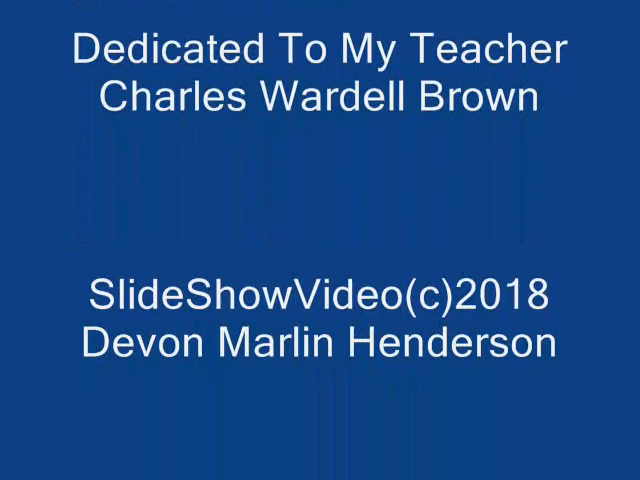 Dedicated To My Teacher
Charles Wardell Brown
SlideShowVideo(c)2018
Devon Marlin Henderson